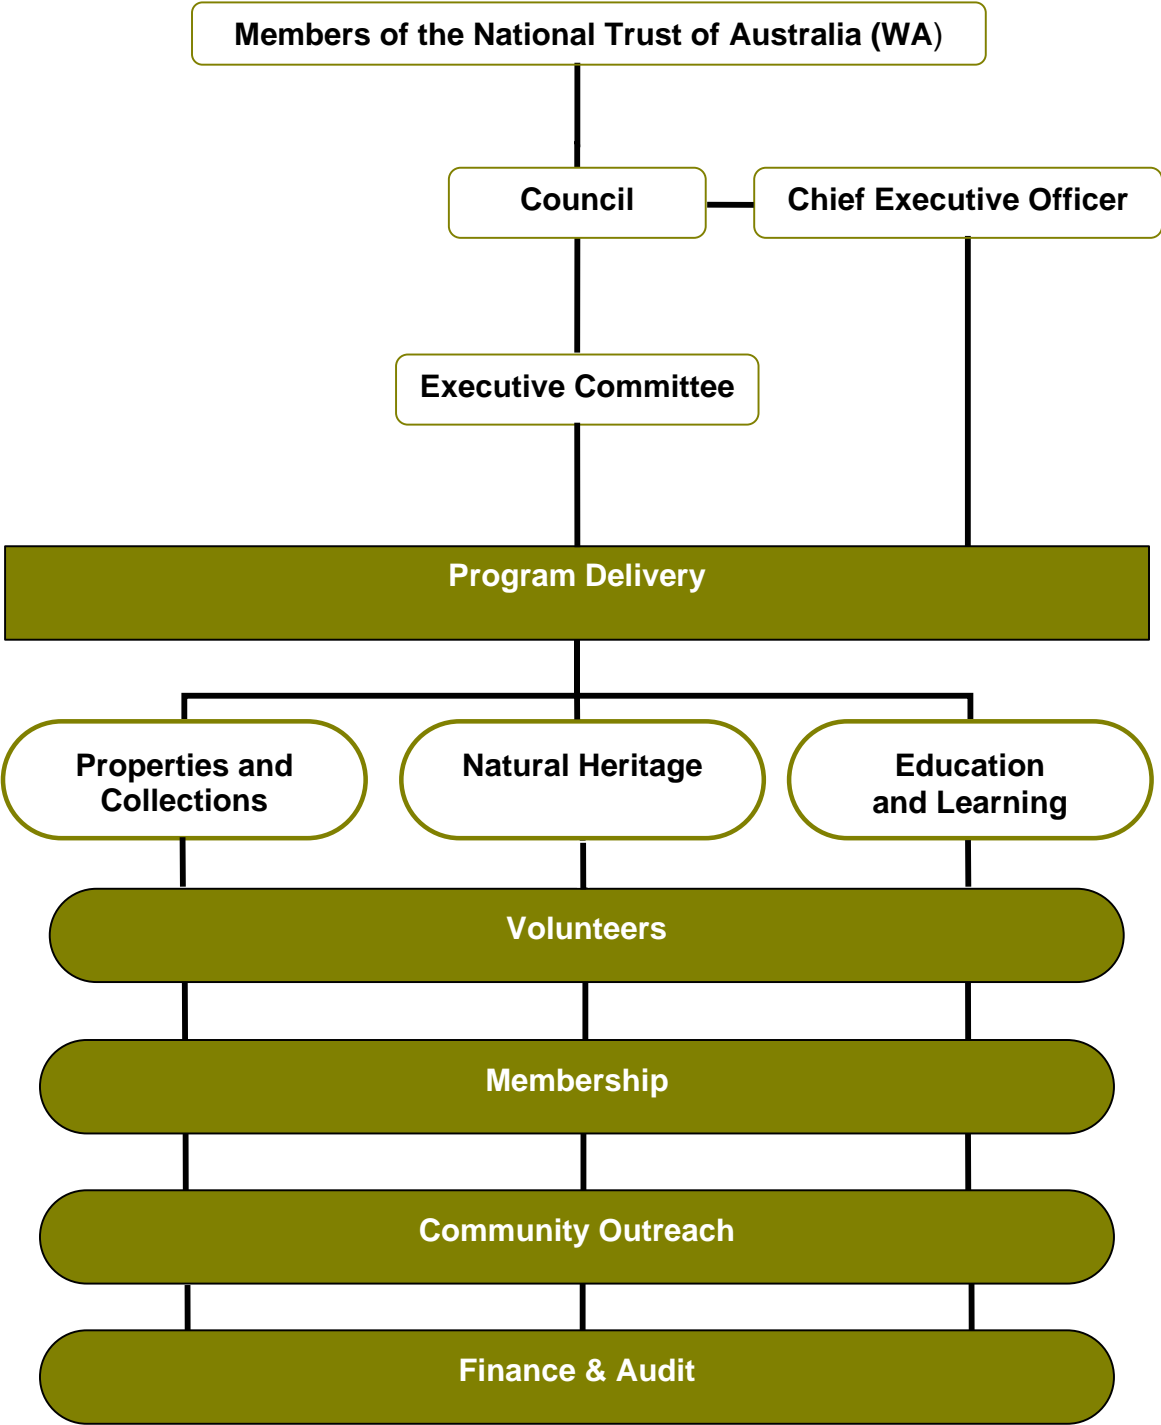 Members of the National Trust of Australia (WA)
Council
Chief Executive Officer
Executive Committee
Program Delivery
Properties and
Collections
Natural Heritage
Education
and Learning
Volunteers
Membership
Community Outreach
Finance & Audit